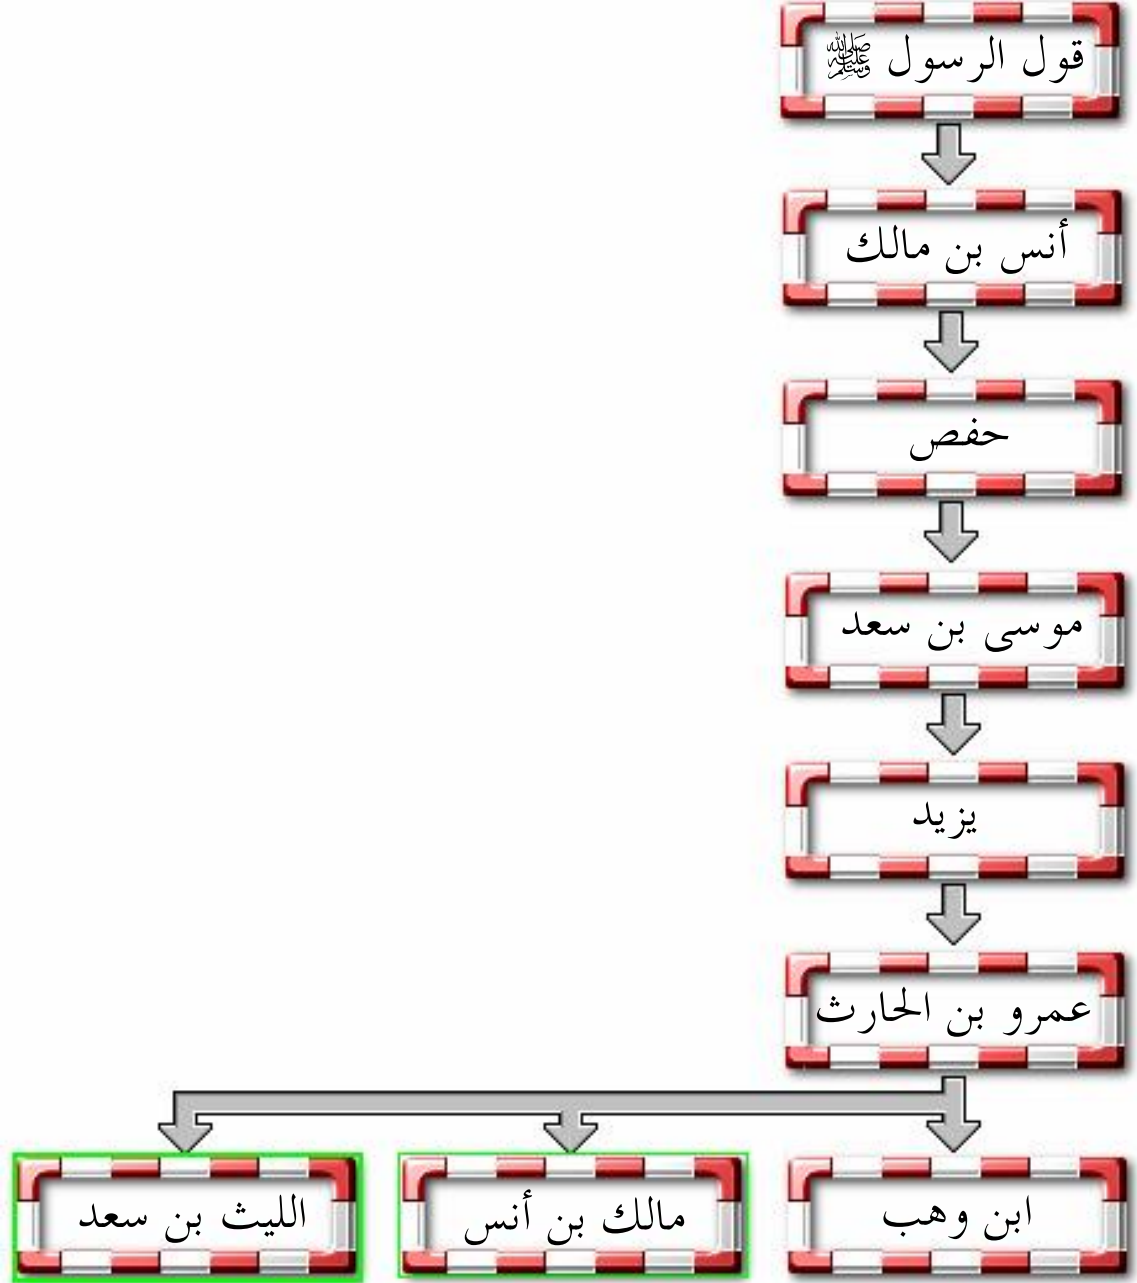 قول الرسول ﷺ
أنس بن مالك
حفص
موسى بن سعد
يزيد
عمرو بن الحارث
ابن وهب
مالك بن أنس
الليث بن سعد